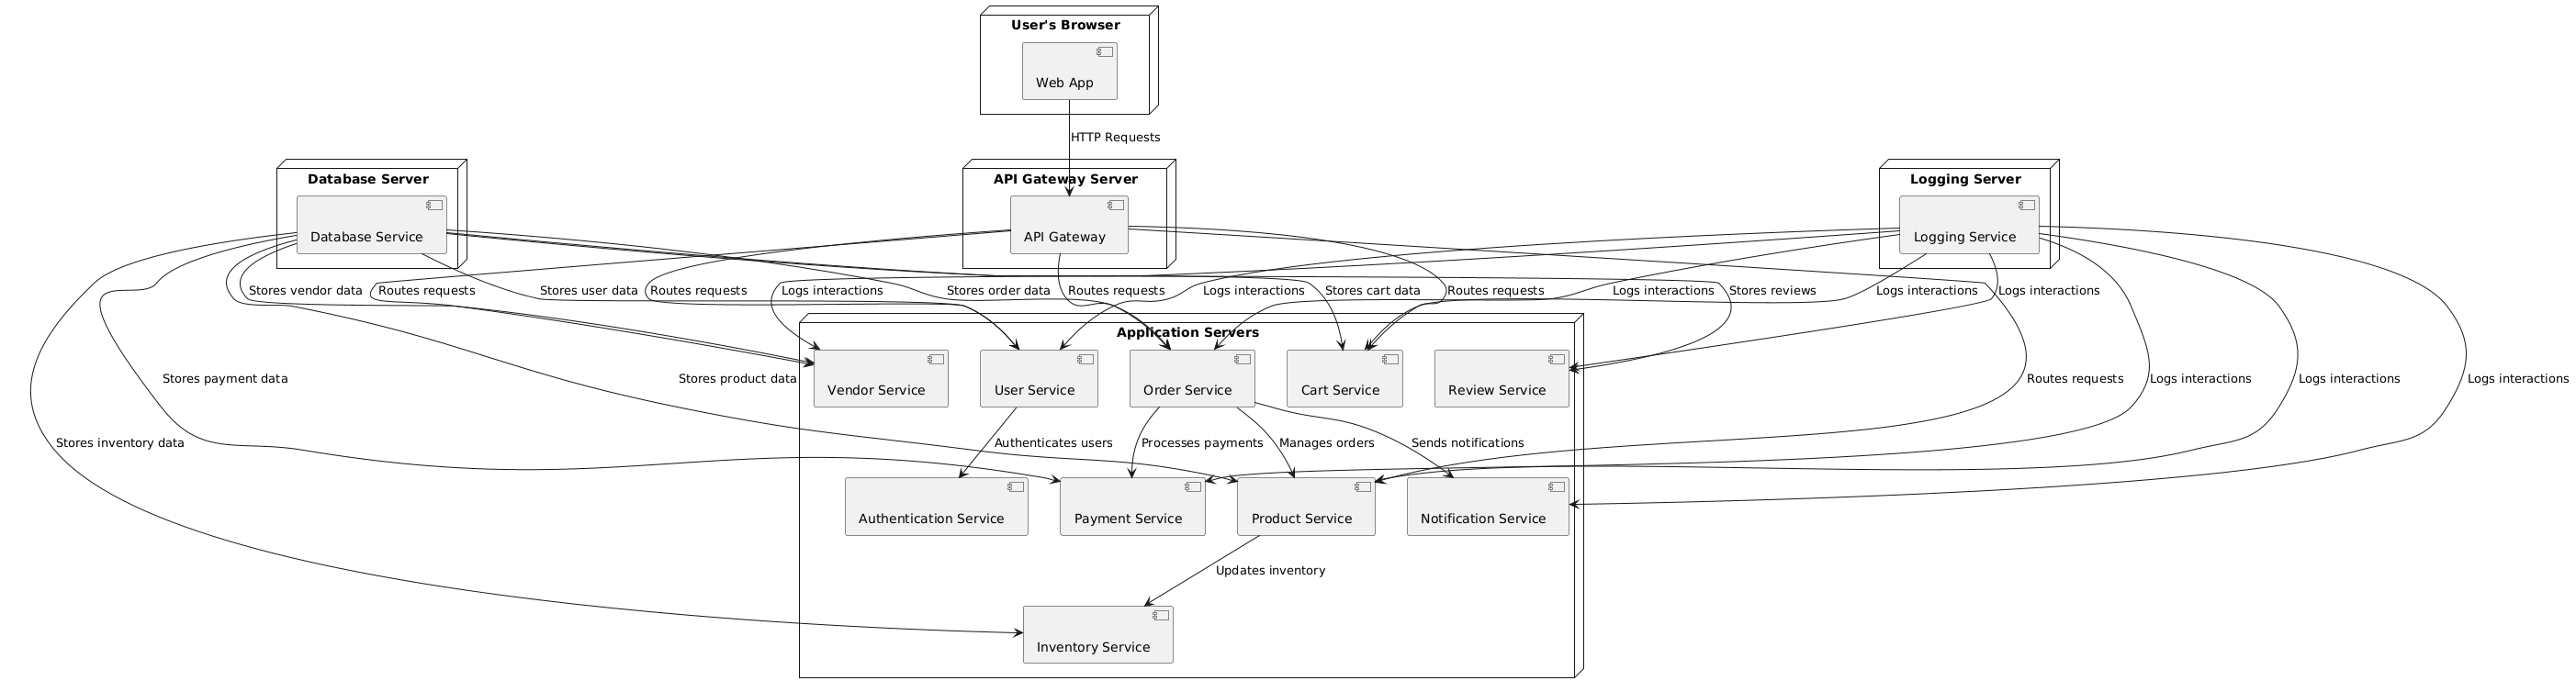 User's Browser
Web App
HTTP Requests
Database Server
API Gateway Server
Logging Server
Database Service
API Gateway
Logging Service
Stores vendor data
Routes requests
Stores user data
Routes requests
Logs interactions
Stores order data
Routes requests
Logs interactions
Stores cart data
Routes requests
Logs interactions
Stores reviews
Logs interactions
Logs interactions
Application Servers
Vendor Service
User Service
Order Service
Cart Service
Review Service
Stores payment data
Stores product data
Routes requests
Logs interactions
Logs interactions
Logs interactions
Stores inventory data
Authenticates users
Processes payments
Manages orders
Sends notifications
Authentication Service
Payment Service
Product Service
Notification Service
Updates inventory
Inventory Service